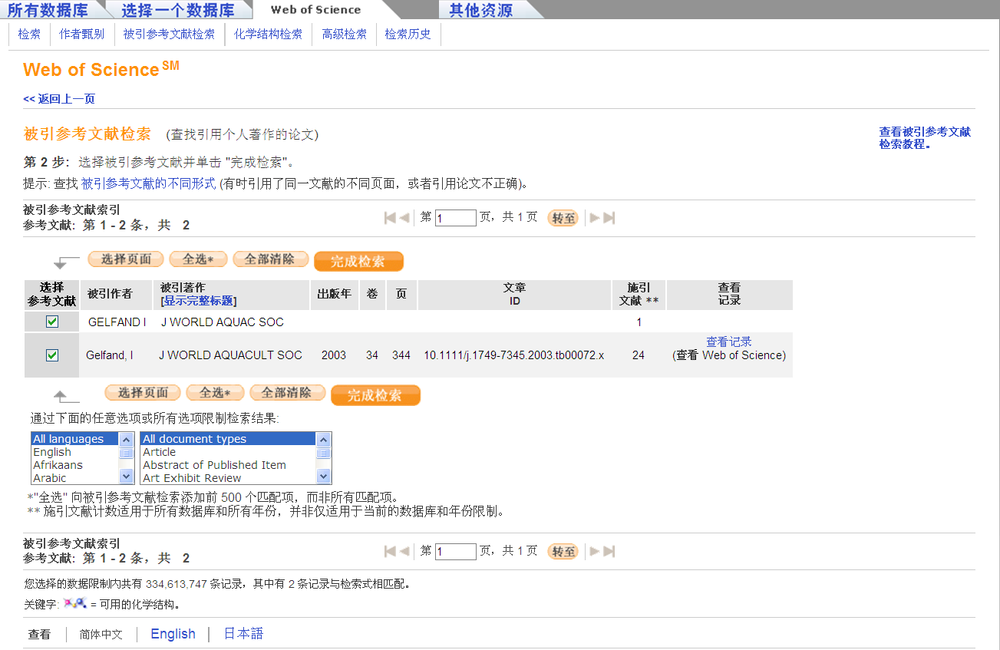 所有数据库 选择一个数据库 Web of Science 其他资源
检索 作者甄别 被引参考文献检索 化学结构检索 高级检索 检索历史
Web of Science SM
<< 返回上一页
被引参考文献检索 (查找引用个人著作的论文)
查看被引参考文献
检索教程。
第 2 步: 选择被引参考文献并单击 "完成检索"。
提示: 查找 被引参考文献的不同形式 (有时引用了同一文献的不同页面，或者引用论文不正确)。
被引参考文献索引
参考文献: 第 1 - 2 条，共 2
第 1 页，共 1 页 转至
选择页面 全选* 全部清除 完成检索
选择
参考文献 被引作者 被引著作
[显示完整标题] 出版年 卷 页 文章
ID 施引
文献 ** 查看
记录
GELFAND I J WORLD AQUAC SOC 1
Gelfand, I J WORLD AQUACULT SOC 2003 34 344 10.1111/j.1749-7345.2003.tb00072.x 24 查看记录
(查看 Web of Science)
选择页面 全选* 全部清除 完成检索
通过下面的任意选项或所有选项限制检索结果:
All languages All document types
English Article
Afrikaans Abstract of Published Item
Arabic Art Exhibit Review
*"全选" 向被引参考文献检索添加前 500 个匹配项，而非所有匹配项。
** 施引文献计数适用于所有数据库和所有年份，并非仅适用于当前的数据库和年份限制。
被引参考文献索引
参考文献: 第 1 - 2 条，共 2
第 1 页，共 1 页 转至
您选择的数据限制内共有 334,613,747 条记录，其中有 2 条记录与检索式相匹配。
关键字: = 可用的化学结构。
查看 简体中文 English 日本語